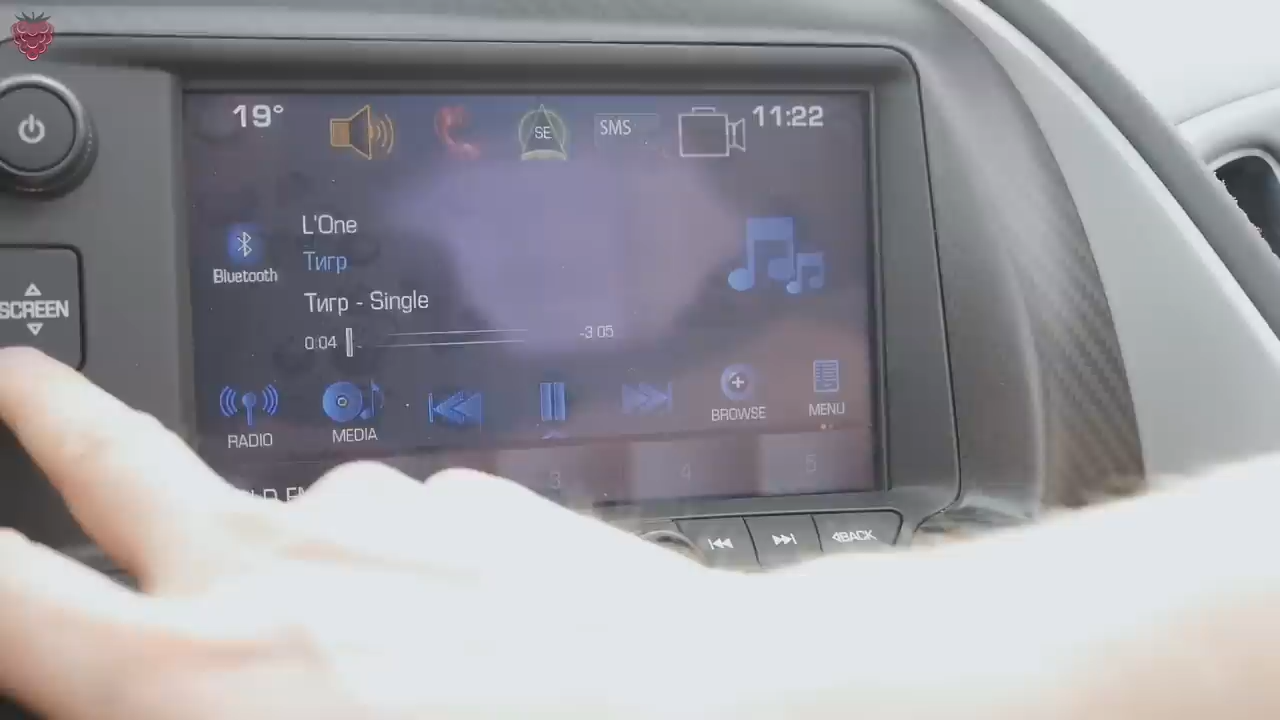 19°
SE
SMS
11:22
L'One
Тигр
Bluetooth
Тигр - Single
0:04
-3:05
SCREEN
RADIO
MEDIA
BROWSE
MENU
3
4
5
BACK